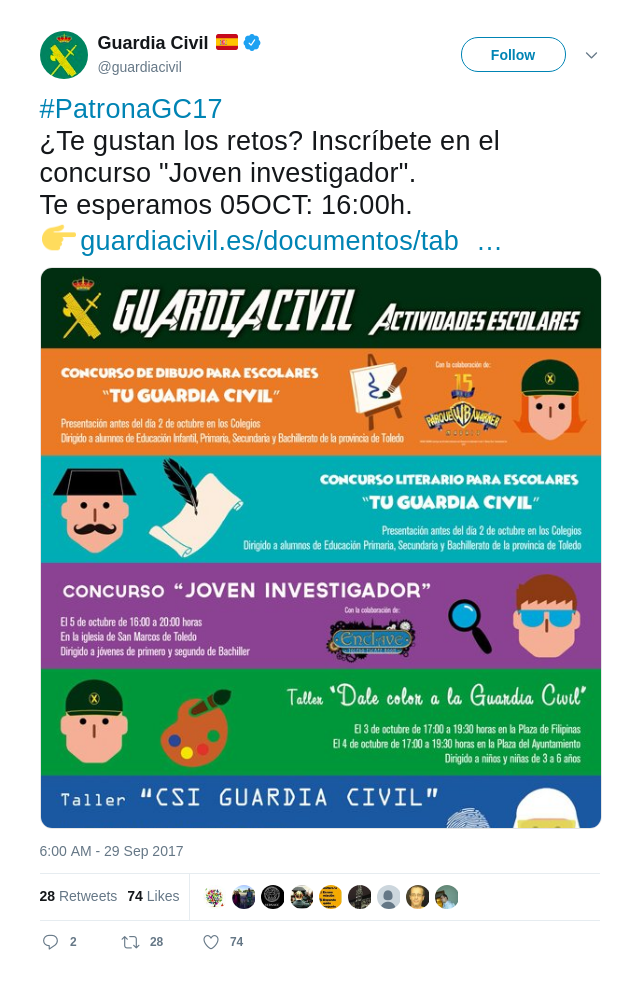 Guardia Civil
@guardiacivil
Follow
#PatronaGC17
¿Te gustan los retos? Inscríbete en el
concurso "Joven investigador".
Te esperamos 05OCT: 16:00h.
guardiacivil.es/documentos/tab …
GUARDIA CIVIL ACTIVIDADES ESCOLARES
CONCURSO DE DIBUJO PARA ESCOLARES
"TU GUARDIA CIVIL"
Presentación antes del día 2 de octubre en los Colegios
Dirigido a alumnos de Educación Infantil, Primaria, Secundaria y Bachillerato de la provincia de Toledo
Con la colaboración de:
15
PARQUE WB WARNER
CONCURSO LITERARIO PARA ESCOLARES
"TU GUARDIA CIVIL"
Presentación antes del día 2 de octubre en los Colegios
Dirigido a alumnos de Educación Primaria, Secundaria y Bachillerato de la provincia de Toledo
CONCURSO "JOVEN INVESTIGADOR"
El 5 de octubre de 16:00 a 20:00 horas
En la iglesia de San Marcos de Toledo
Dirigido a jóvenes de primero y segundo de Bachiller
Con la colaboración de:
Enclave
Taller "Dale color a la Guardia Civil"
El 3 de octubre de 17:00 a 19:30 horas en la Plaza de Filipinas
El 4 de octubre de 17:00 a 19:30 horas en la Plaza del Ayuntamiento
Dirigido a niños y niñas de 3 a 6 años
Taller "CSI GUARDIA CIVIL"
6:00 AM - 29 Sep 2017
28 Retweets 74 Likes
2 28 74